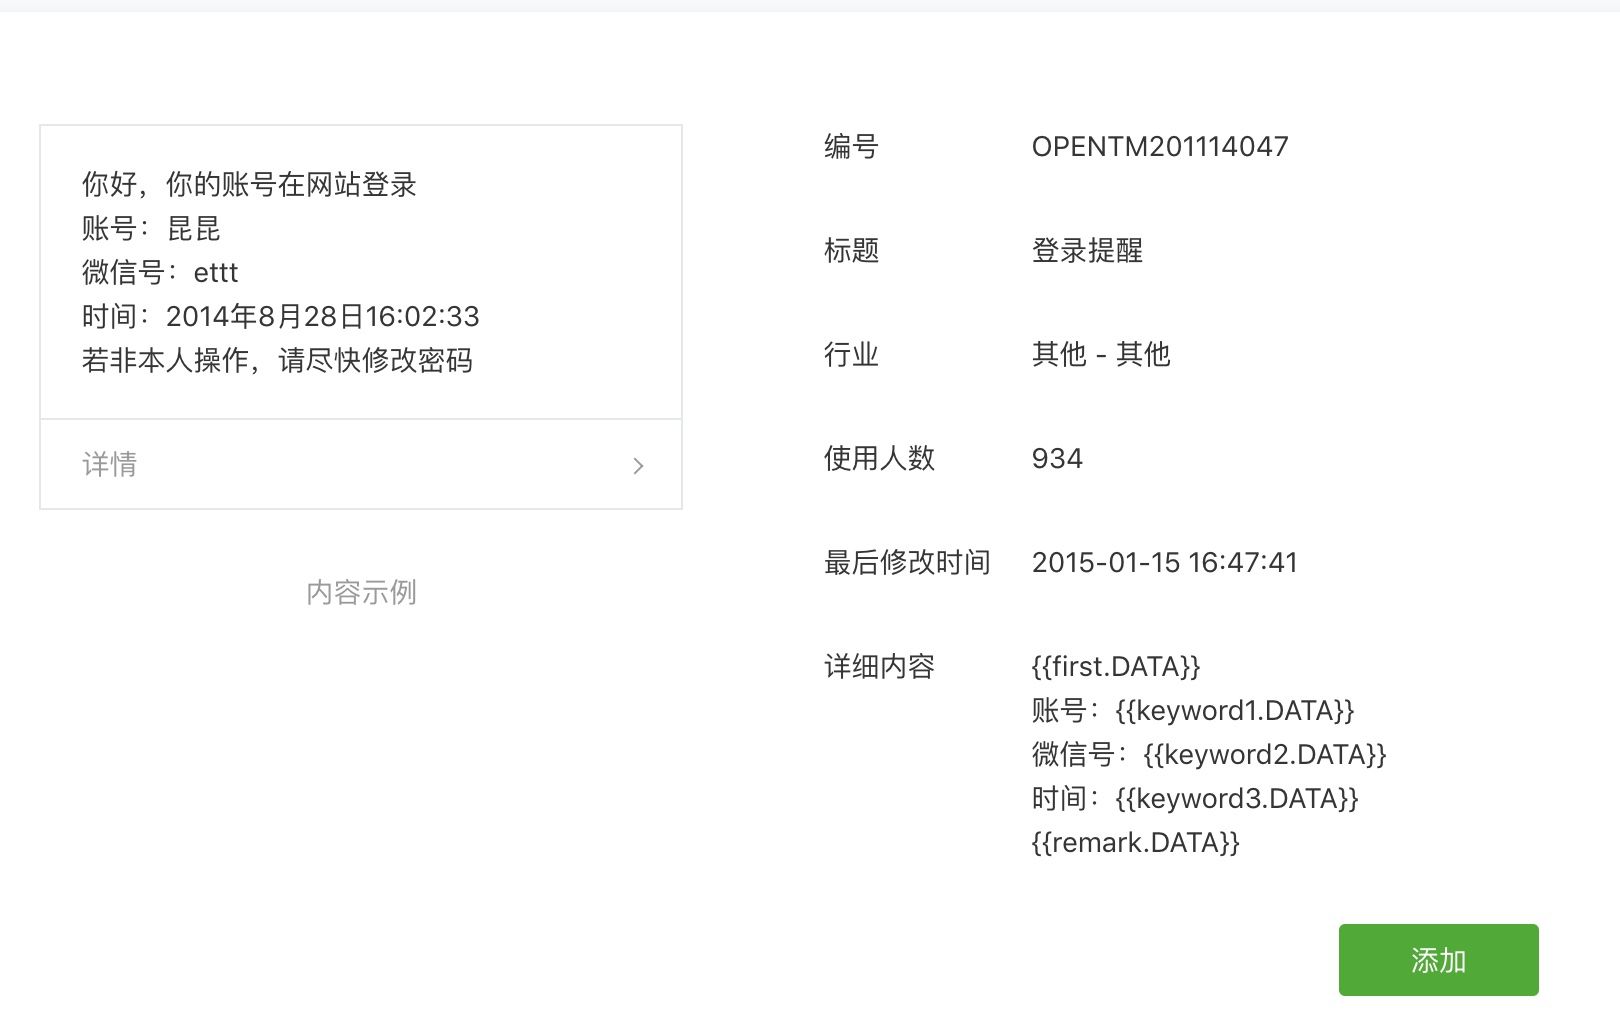 你好，你的账号在网站登录
账号：昆昆
微信号：ettt
时间：2014年8月28日16:02:33
若非本人操作，请尽快修改密码
详情
内容示例
编号 OPENTM201114047
标题 登录提醒
行业 其他 - 其他
使用人数 934
最后修改时间 2015-01-15 16:47:41
详细内容 {{first.DATA}}
账号：{{keyword1.DATA}}
微信号：{{keyword2.DATA}}
时间：{{keyword3.DATA}}
{{remark.DATA}}
添加